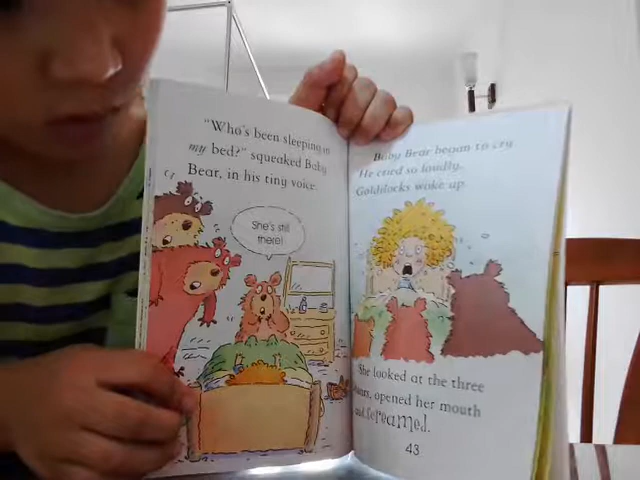 "Who's been sleeping in
my bed?" squeaked Baby
Bear, in his tiny voice.
She's still
there!
Baby Bear began to cry.
He cried so loudly,
Goldilocks woke up.
She looked at the three
bears, opened her mouth
and screamed.
43